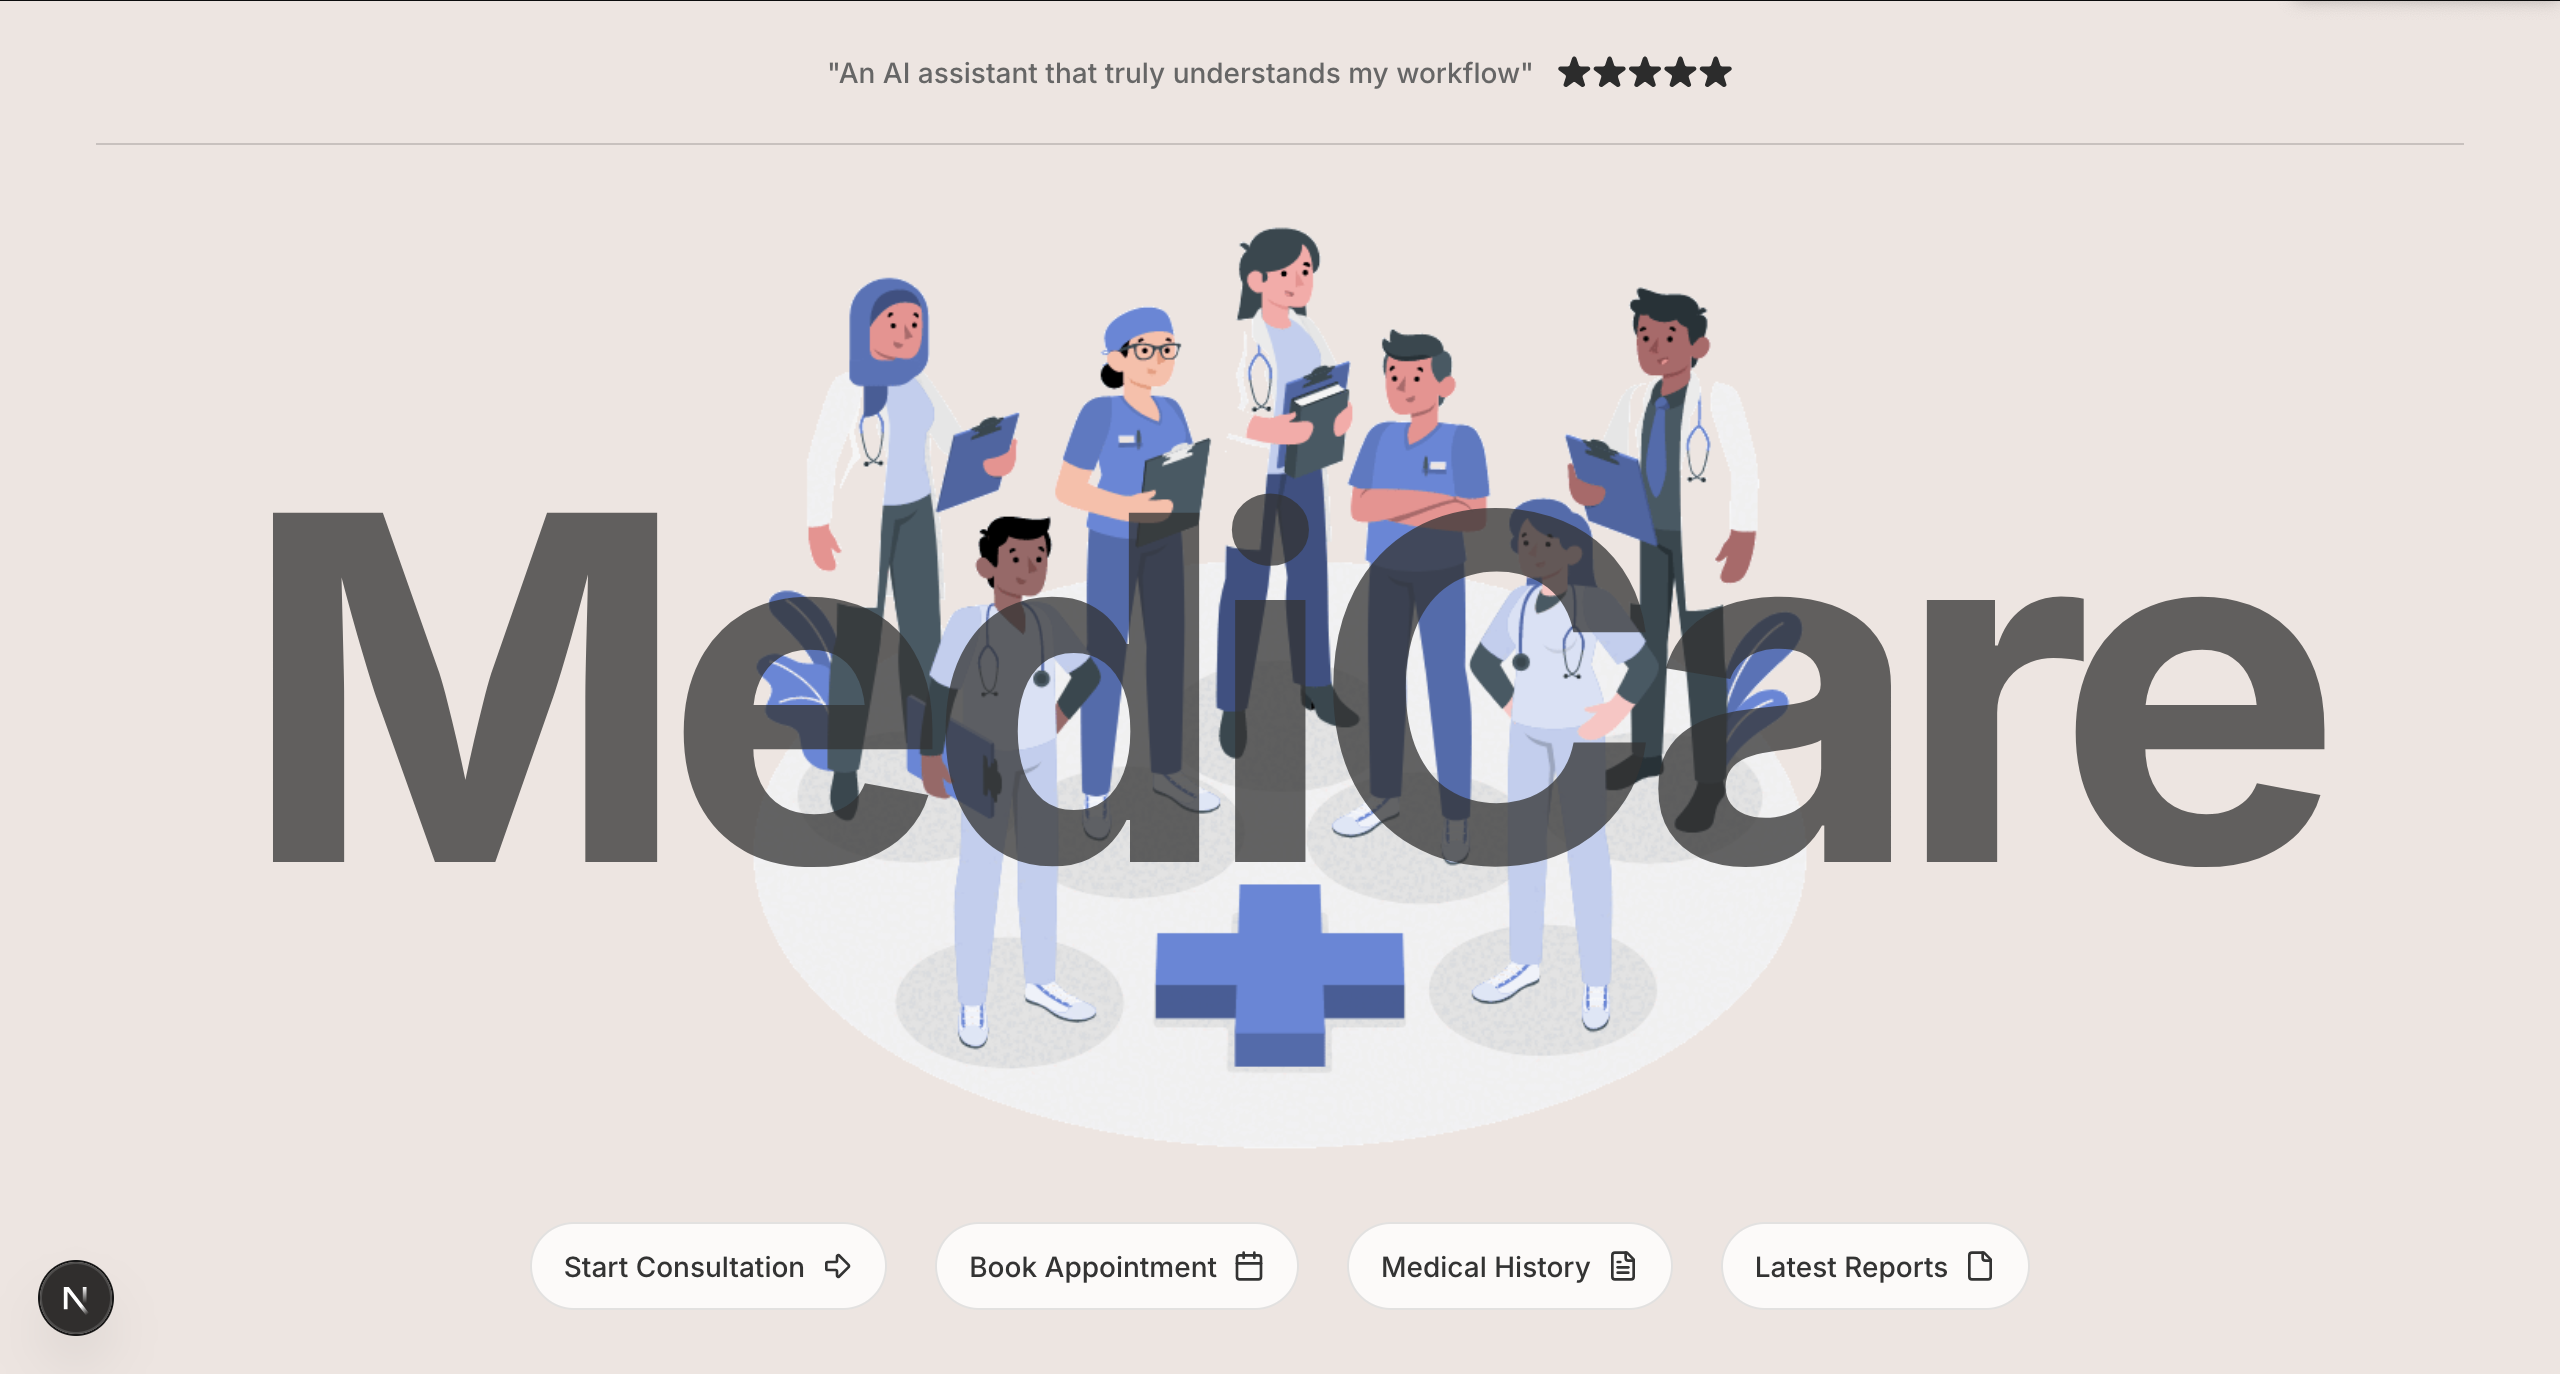 "An AI assistant that truly understands my workflow" ★★★★★
MediCare
Start Consultation
Book Appointment
Medical History
Latest Reports
N